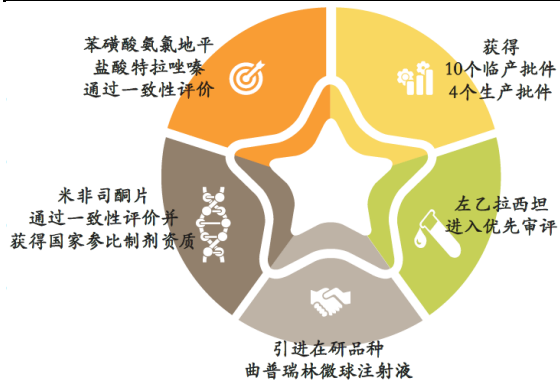 苯磺酸氨氯地平
盐酸特拉唑嗪
通过一致性评价
获得
10个临产批件
4个生产批件
米非司酮片
通过一致性评价并
获得国家参比制剂资质
左乙拉西坦
进入优先审评
引进在研品种
曲普瑞林微球注射液